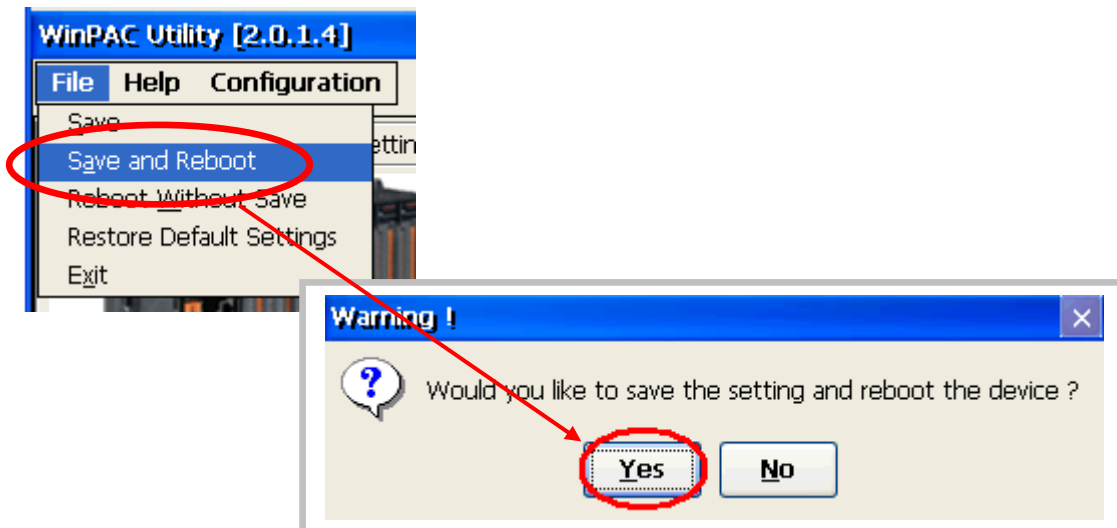 WinPAC Utility [2.0.1.4]
File Help Configuration
Save
Save and Reboot
ettin
Reboot Without Save
Restore Default Settings
Exit
Warning !
Would you like to save the setting and reboot the device ?
Yes No